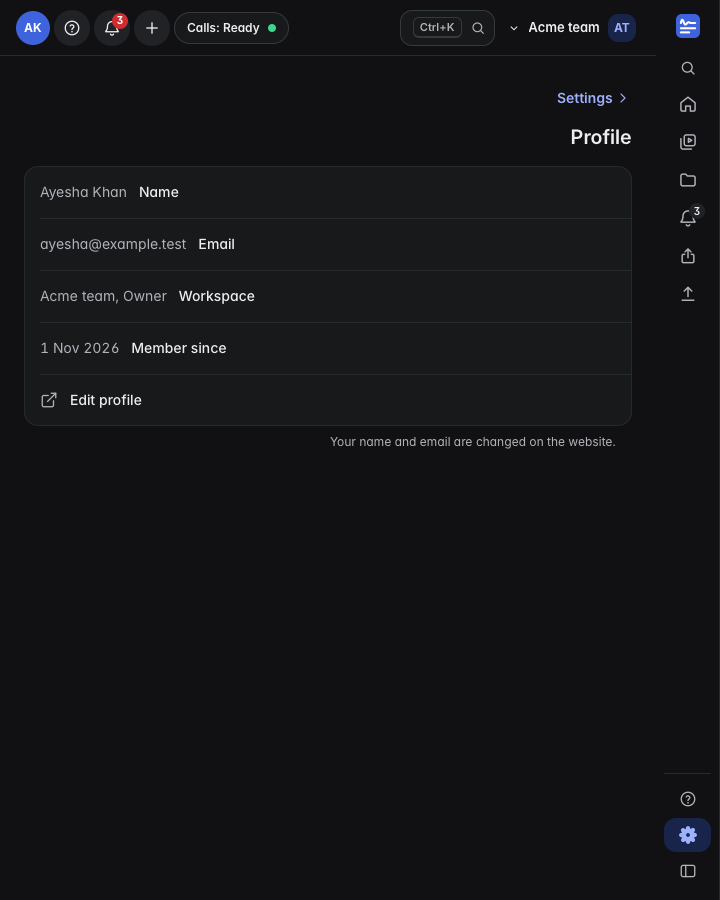 AK
3
Calls: Ready
Ctrl+K
Acme team
AT
3
Settings
Profile
Ayesha Khan Name
ayesha@example.test Email
Acme team, Owner Workspace
1 Nov 2026 Member since
Edit profile
Your name and email are changed on the website.